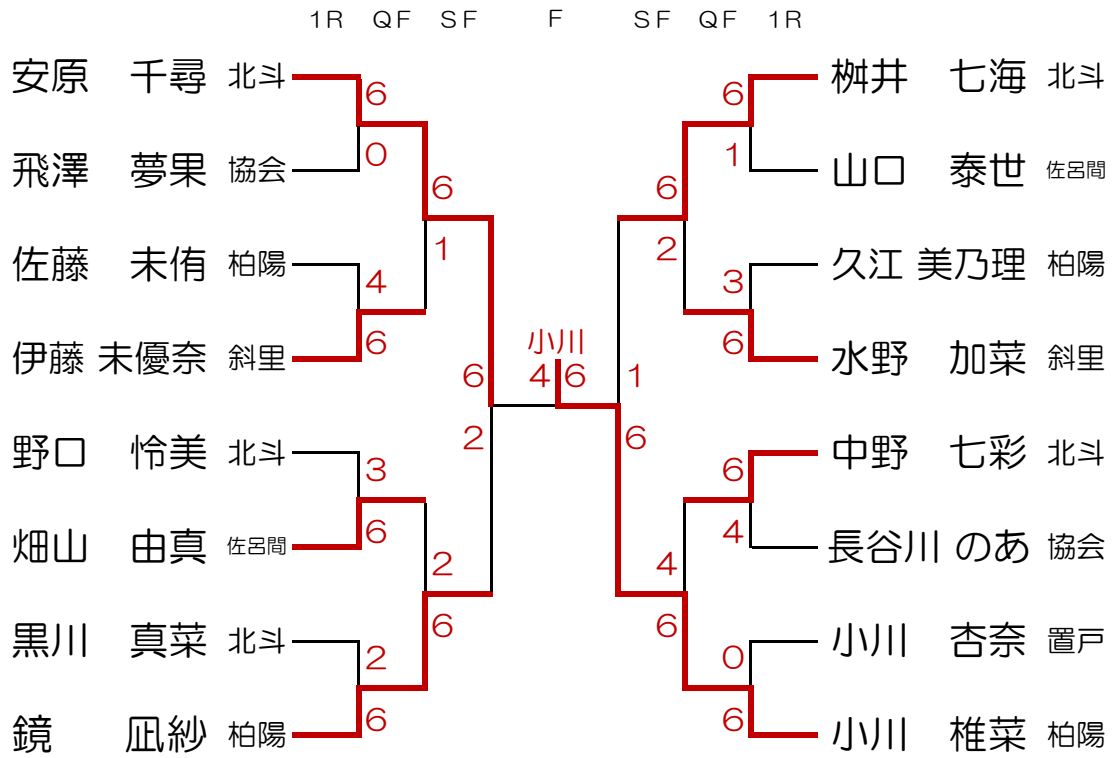 1R QF SF F SF QF 1R
安原 千尋 北斗 6 6 桝井 七海 北斗
飛澤 夢果 協会 0 1 山口 泰世 佐呂間
6 6
1 2
佐藤 未侑 柏陽 4 3 久江 美乃理 柏陽
伊藤 未優奈 斜里 6 6 水野 加菜 斜里
小川
6 4 6 1
2 6
野口 怜美 北斗 3 6 中野 七彩 北斗
畑山 由真 佐呂間 6 4 長谷川 のあ 協会
2 4
6 6
黒川 真菜 北斗 2 0 小川 杏奈 置戸
鏡 凪紗 柏陽 6 6 小川 椎菜 柏陽